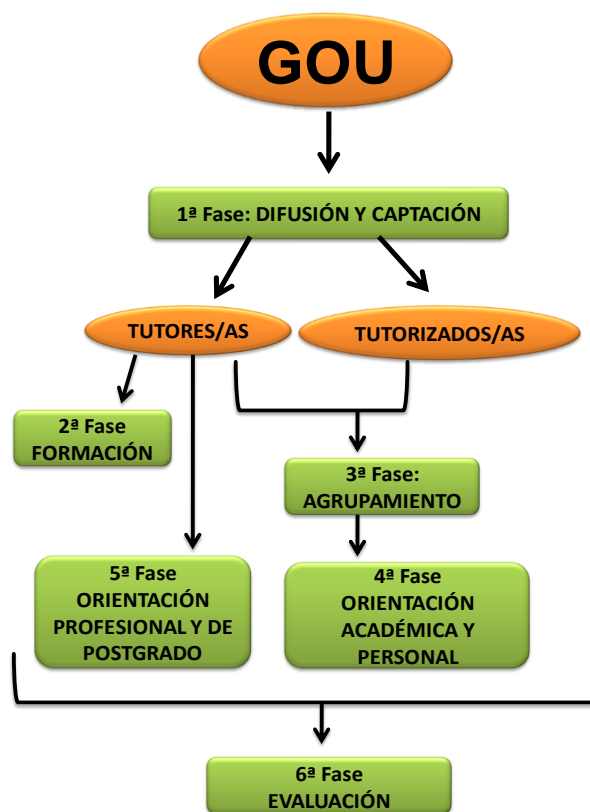 GOU
1ª Fase: DIFUSIÓN Y CAPTACIÓN
TUTORES/AS
TUTORIZADOS/AS
2ª Fase
FORMACIÓN
3ª Fase:
AGRUPAMIENTO
5ª Fase
ORIENTACIÓN
PROFESIONAL Y DE
POSTGRADO
4ª Fase
ORIENTACIÓN
ACADÉMICA Y
PERSONAL
6ª Fase
EVALUACIÓN